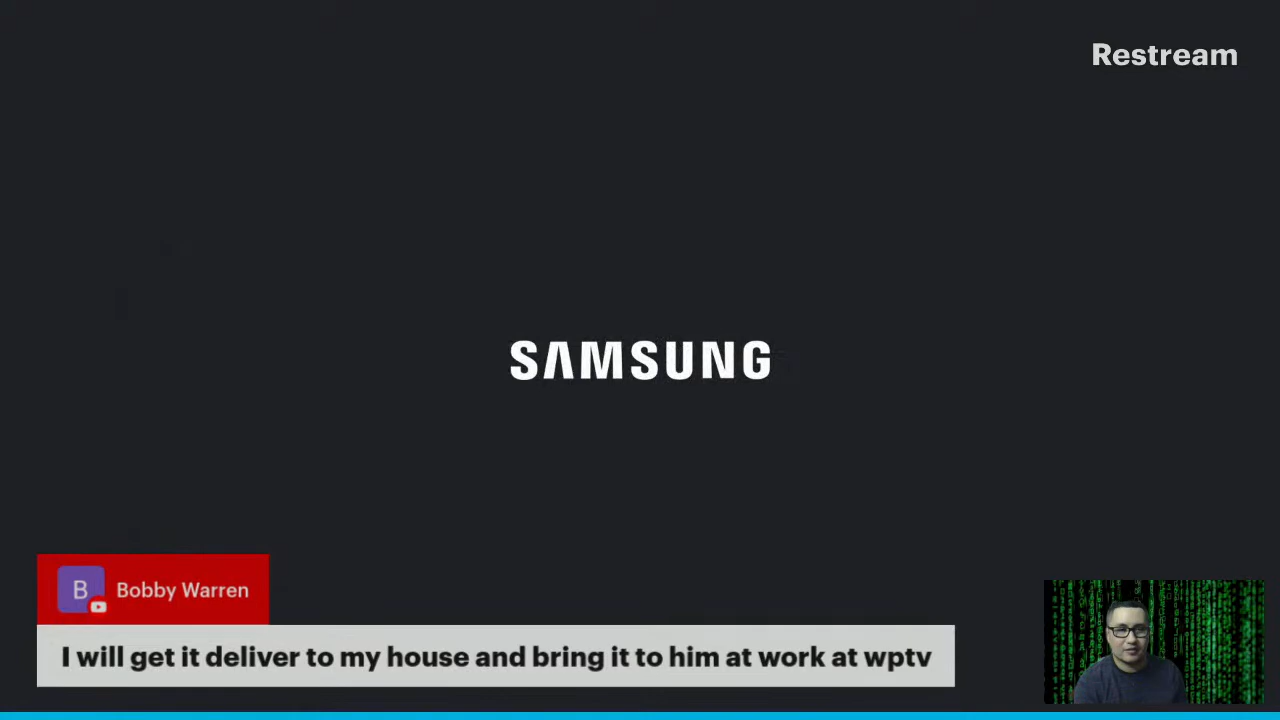 Restream
SAMSUNG
B Bobby Warren
I will get it deliver to my house and bring it to him at work at wptv